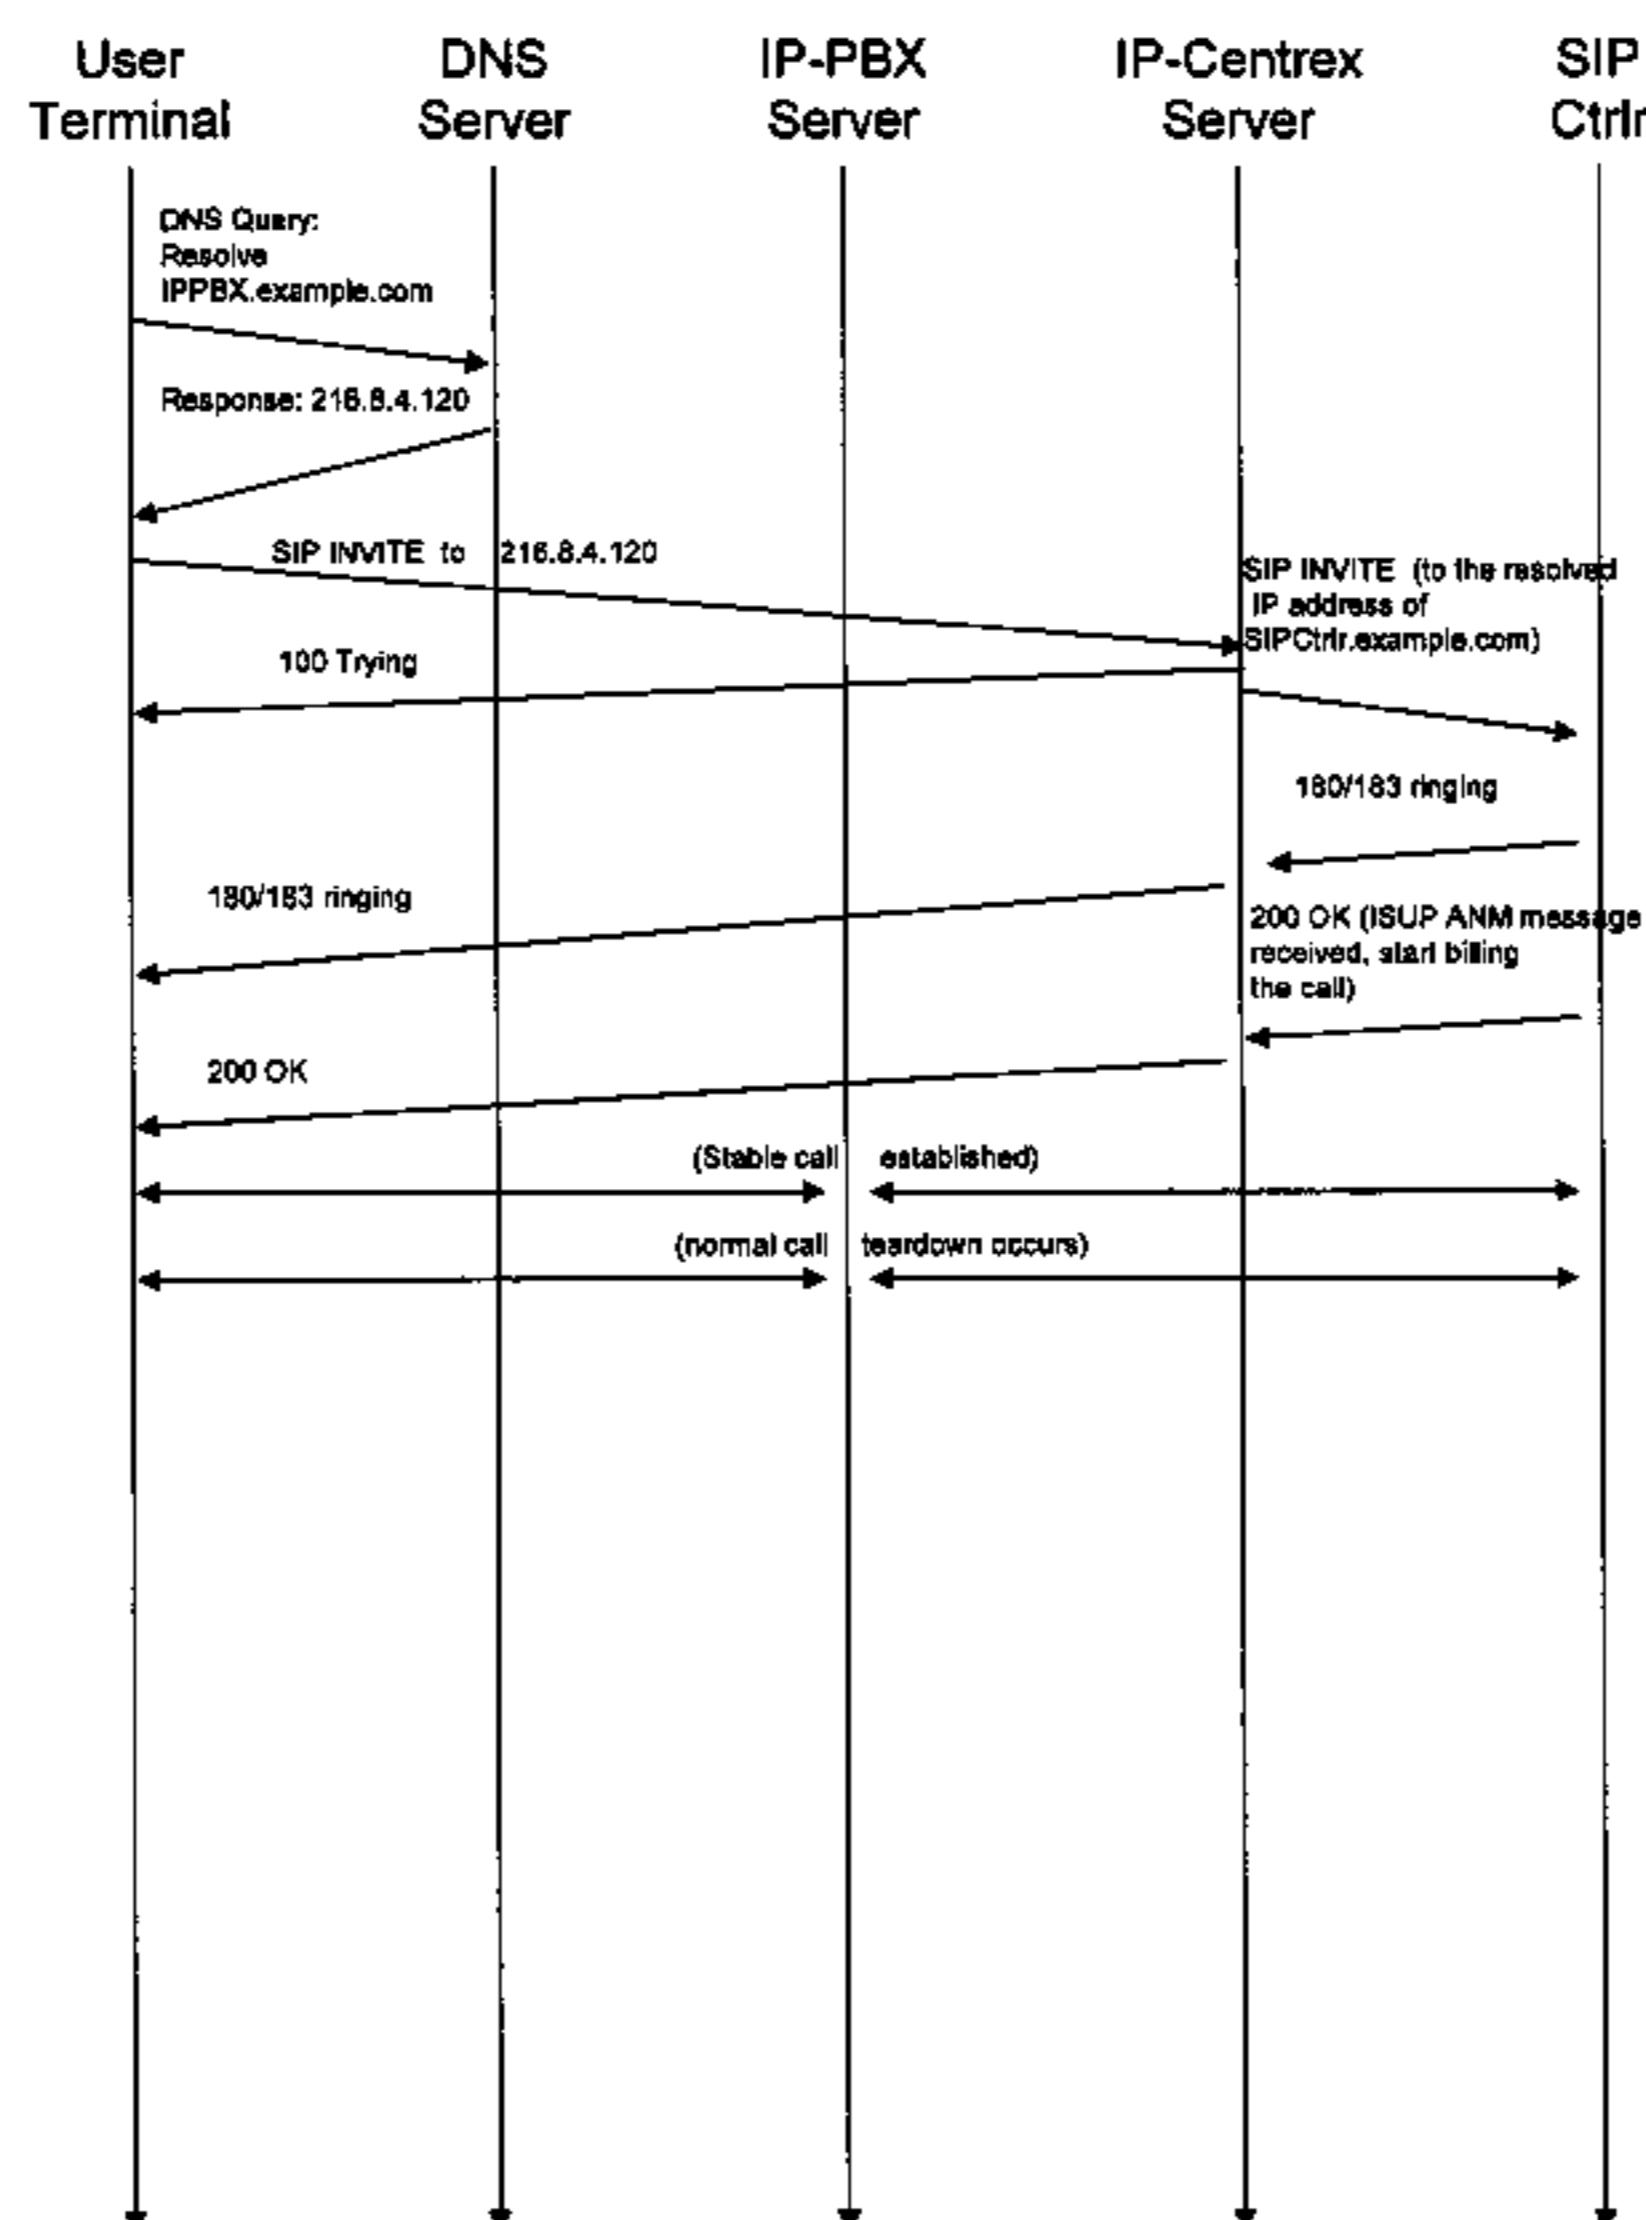 User Terminal
DNS Server
IP-PBX Server
IP-Centrex Server
SIP Ctrlr
DNS Query:
Resolve
IPPBX.example.com
Response: 216.8.4.120
SIP INVITE to 216.8.4.120
SIP INVITE (to the resolved
IP address of
SIPCtrlr.example.com)
100 Trying
180/183 ringing
180/183 ringing
200 OK (ISUP ANM message
received, start billing
the call)
200 OK
(Stable call established)
(normal call teardown occurs)